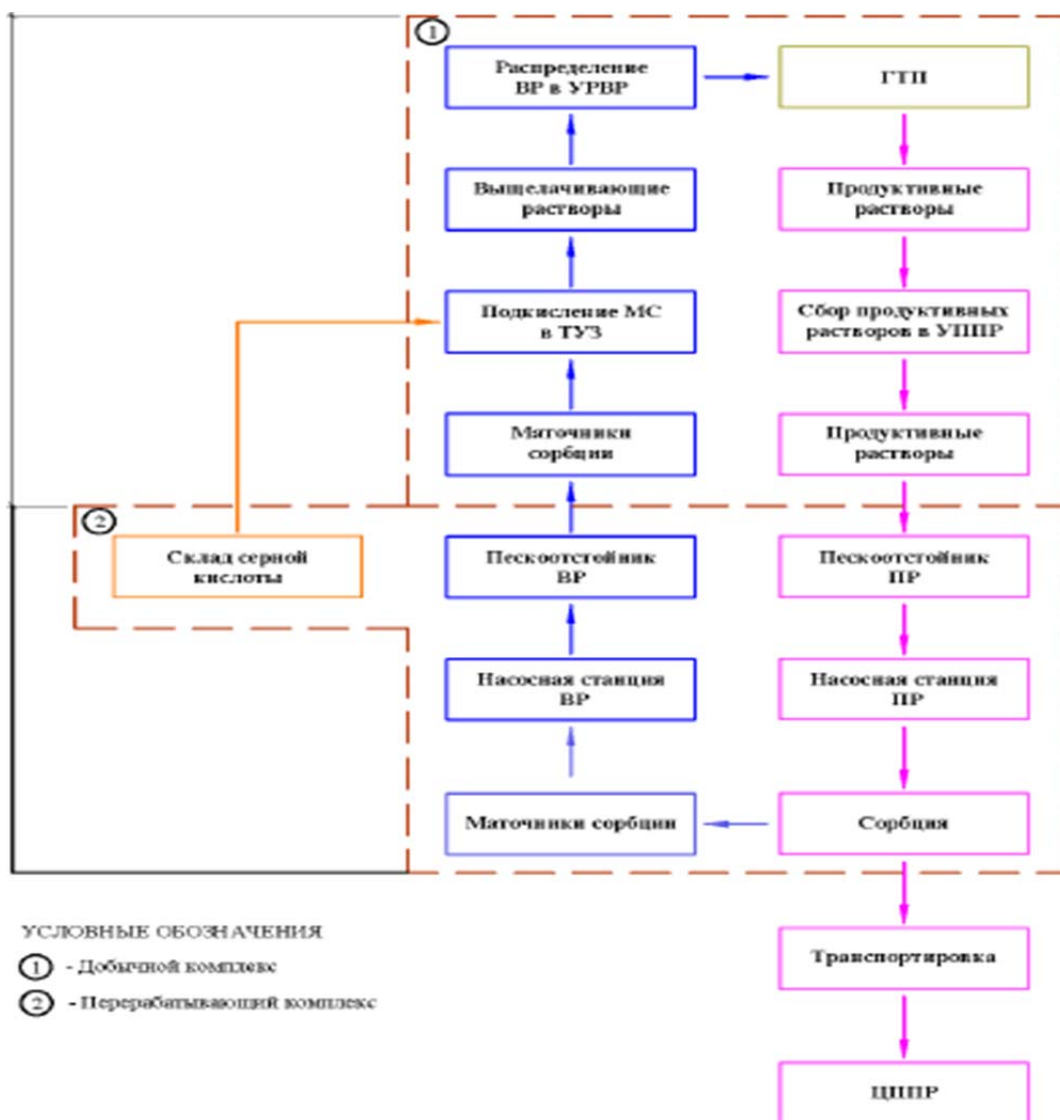 1
Распределение
ВР в УРВР
ГТП
Выщелачивающие
растворы
Продуктивные
растворы
Подкисление МС
в ТУЗ
Сбор продуктивных
растворов в УППР
Маточники
сорбции
Продуктивные
растворы
2
Склад серной
кислоты
Пескоотстойник
ВР
Пескоотстойник
ПР
Насосная станция
ВР
Насосная станция
ПР
Маточники сорбции
Сорбция
УСЛОВНЫЕ ОБОЗНАЧЕНИЯ
1 - Добычной комплекс
2 - Перерабатывающий комплекс
Транспортировка
ЦППР